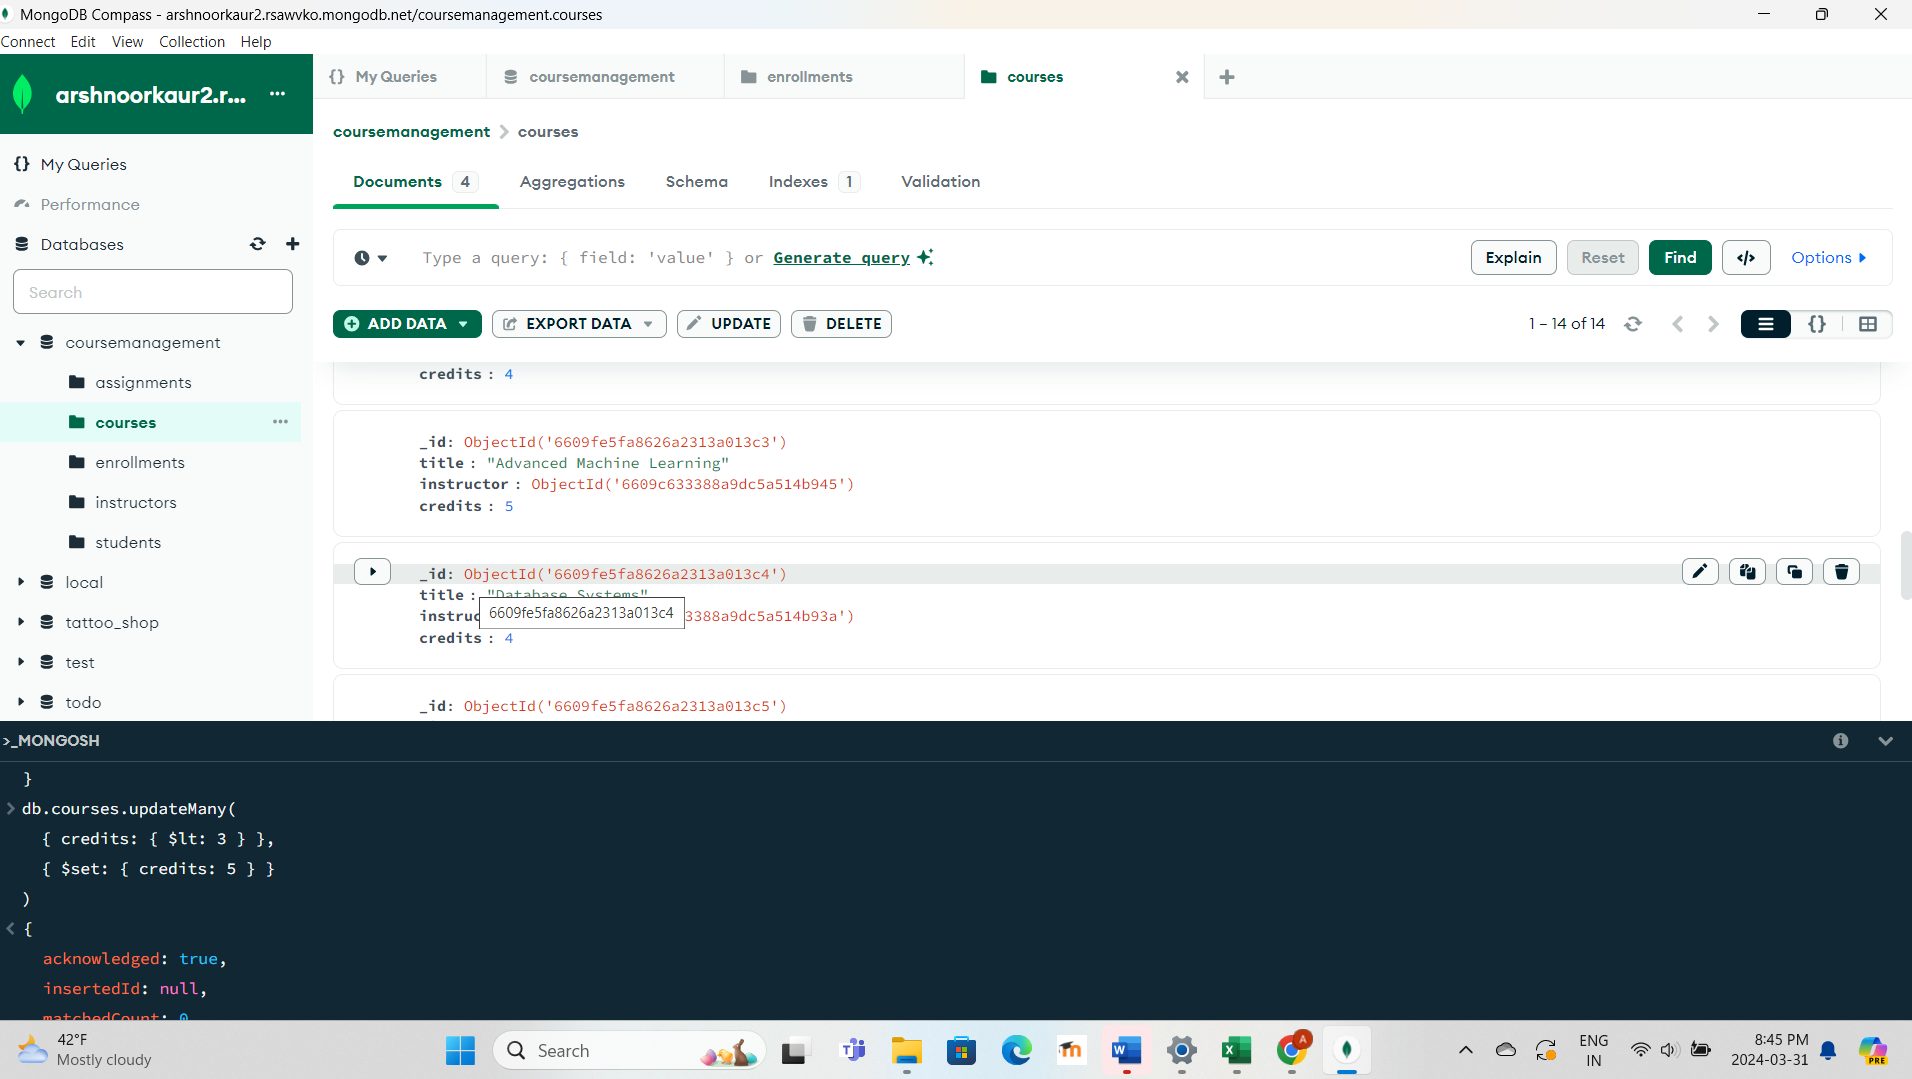 MongoDB Compass - arshnoorkaur2.rsawvko.mongodb.net/coursemanagement.courses
Connect Edit View Collection Help
arshnoorkaur2.r... ...
{} My Queries
coursemanagement
enrollments
courses
coursemanagement > courses
My Queries
Performance
Databases
Search
coursemanagement
assignments
courses ...
enrollments
instructors
students
local
tattoo_shop
test
todo
Documents 4 Aggregations Schema Indexes 1 Validation
Type a query: { field: 'value' } or Generate query
Explain Reset Find </> Options
ADD DATA EXPORT DATA UPDATE DELETE
1 – 14 of 14 {}
credits : 4
_id: ObjectId('6609fe5fa8626a2313a013c3')
title : "Advanced Machine Learning"
instructor : ObjectId('6609c633388a9dc5a514b945')
credits : 5
_id: ObjectId('6609fe5fa8626a2313a013c4')
title : "Database Systems"
6609fe5fa8626a2313a013c4
instruc 3388a9dc5a514b93a')
credits : 4
_id: ObjectId('6609fe5fa8626a2313a013c5')
>_MONGOSH
}
> db.courses.updateMany(
{ credits: { $lt: 3 } },
{ $set: { credits: 5 } }
)
< {
acknowledged: true,
insertedId: null,
matchedCount: 0
42°F
Mostly cloudy
Search
ENG
IN
8:45 PM
2024-03-31
PRE